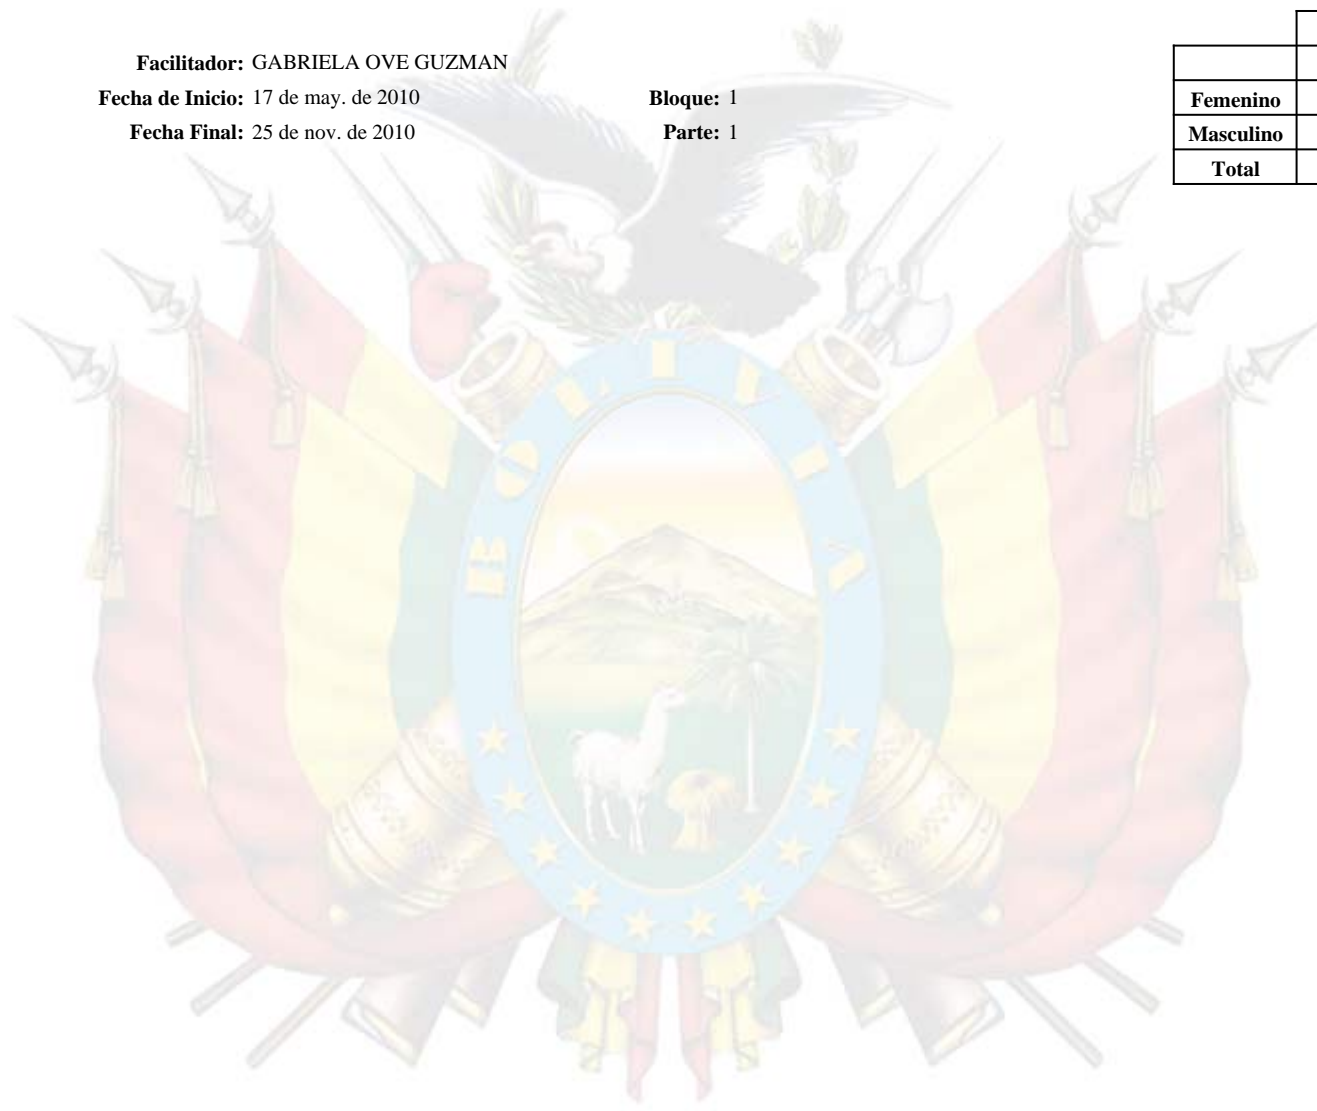 Facilitador: GABRIELA OVE GUZMAN
Fecha de Inicio: 17 de may. de 2010 Bloque: 1
Fecha Final: 25 de nov. de 2010 Parte: 1
Femenino
Masculino
Total
BOLIVIA